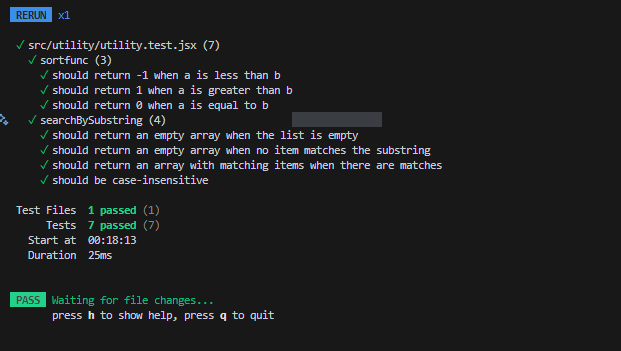 RERUN x1
✓ src/utility/utility.test.jsx (7)
✓ sortfunc (3)
✓ should return -1 when a is less than b
✓ should return 1 when a is greater than b
✓ should return 0 when a is equal to b
✓ searchBySubstring (4)
✓ should return an empty array when the list is empty
✓ should return an empty array when no item matches the substring
✓ should return an array with matching items when there are matches
✓ should be case-insensitive
Test Files 1 passed (1)
Tests 7 passed (7)
Start at 00:18:13
Duration 25ms
PASS Waiting for file changes...
press h to show help, press q to quit